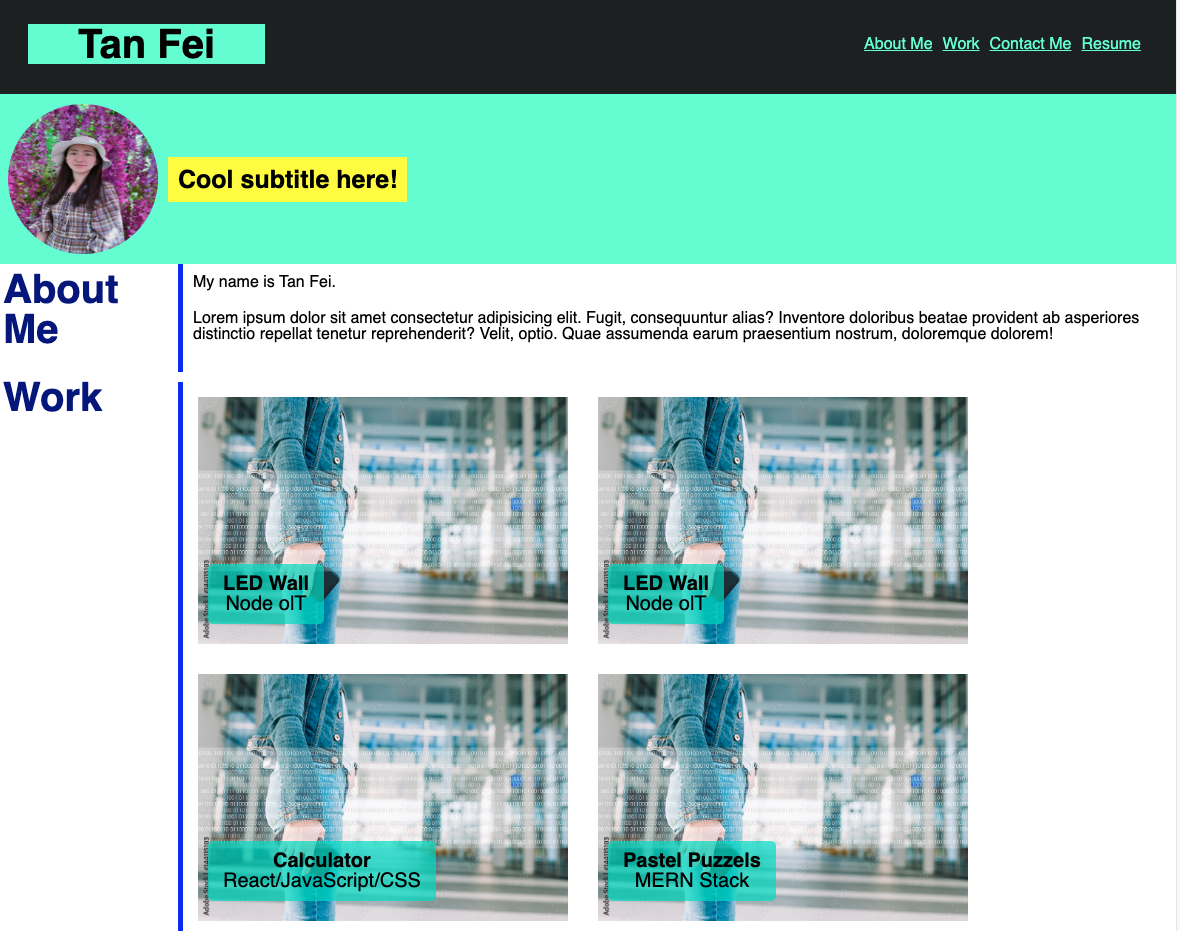 Tan Fei
About Me Work Contact Me Resume
Cool subtitle here!
About
Me
My name is Tan Fei.
Lorem ipsum dolor sit amet consectetur adipisicing elit. Fugit, consequuntur alias? Inventore doloribus beatae provident ab asperiores
distinctio repellat tenetur reprehenderit? Velit, optio. Quae assumenda earum praesentium nostrum, doloremque dolorem!
Work
LED Wall
Node oIT
LED Wall
Node oIT
Calculator
React/JavaScript/CSS
Pastel Puzzels
MERN Stack